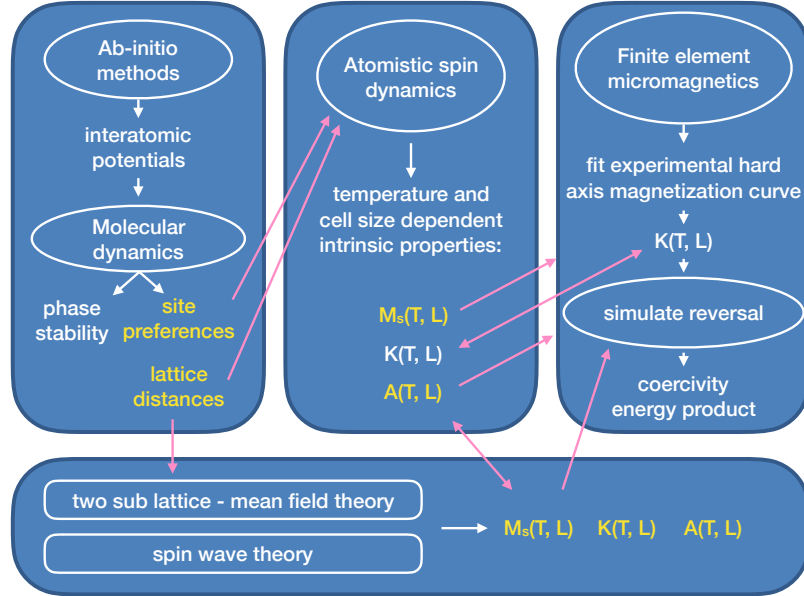 Ab-initio
methods
interatomic
potentials
Molecular
dynamics
phase
stability
site
preferences
lattice
distances
Atomistic spin
dynamics
temperature and
cell size dependent
intrinsic properties:
Mₛ(T, L)
K(T, L)
A(T, L)
Finite element
micromagnetics
fit experimental hard
axis magnetization curve
K(T, L)
simulate reversal
coercivity
energy product
two sub lattice - mean field theory
spin wave theory
Mₛ(T, L) K(T, L) A(T, L)